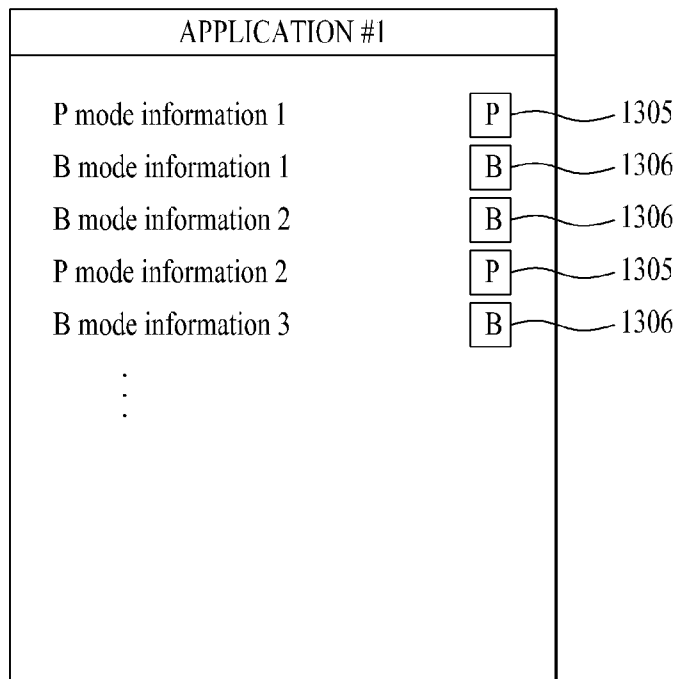 APPLICATION #1
P mode information 1 P 1305
B mode information 1 B 1306
B mode information 2 B 1306
P mode information 2 P 1305
B mode information 3 B 1306